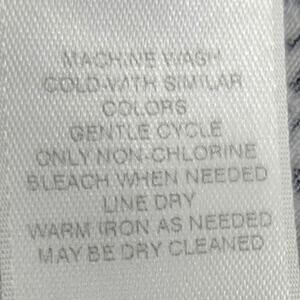 MACHINE WASH
COLD-WITH SIMILAR
COLORS
GENTLE CYCLE
ONLY NON-CHLORINE
BLEACH WHEN NEEDED
LINE DRY
WARM IRON AS NEEDED
MAY BE DRY CLEANED